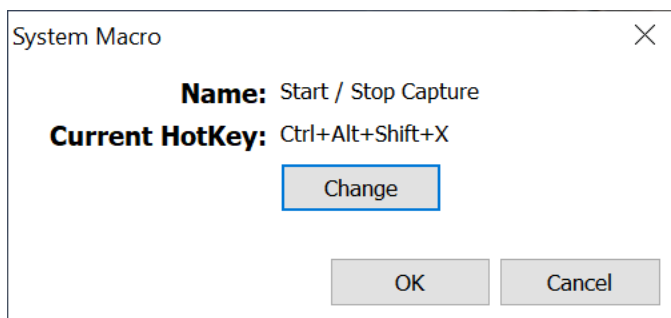 System Macro
Name: Start / Stop Capture
Current HotKey: Ctrl+Alt+Shift+X
Change
OK Cancel